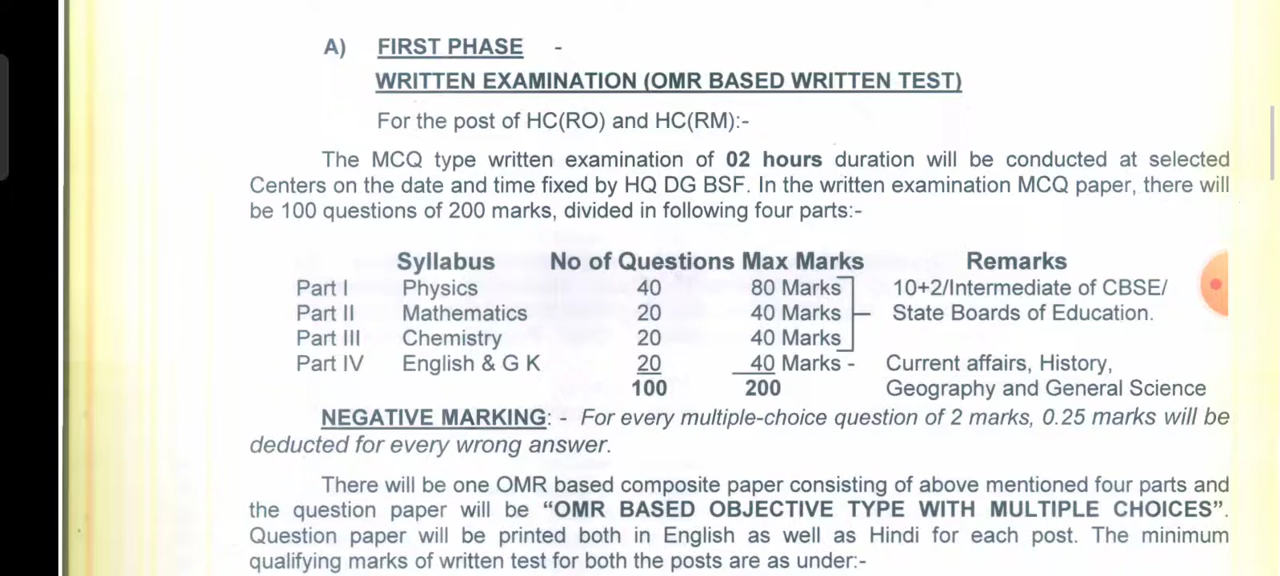 A) FIRST PHASE -
WRITTEN EXAMINATION (OMR BASED WRITTEN TEST)
For the post of HC(RO) and HC(RM):-
The MCQ type written examination of 02 hours duration will be conducted at selected
Centers on the date and time fixed by HQ DG BSF. In the written examination MCQ paper, there will
be 100 questions of 200 marks, divided in following four parts:-
Syllabus No of Questions Max Marks Remarks
Part I Physics 40 80 Marks 10+2/Intermediate of CBSE/
Part II Mathematics 20 40 Marks State Boards of Education.
Part III Chemistry 20 40 Marks
Part IV English & G K 20 40 Marks - Current affairs, History,
100 200 Geography and General Science
NEGATIVE MARKING: - For every multiple-choice question of 2 marks, 0.25 marks will be
deducted for every wrong answer.
There will be one OMR based composite paper consisting of above mentioned four parts and
the question paper will be “OMR BASED OBJECTIVE TYPE WITH MULTIPLE CHOICES”.
Question paper will be printed both in English as well as Hindi for each post. The minimum
qualifying marks of written test for both the posts are as under:-